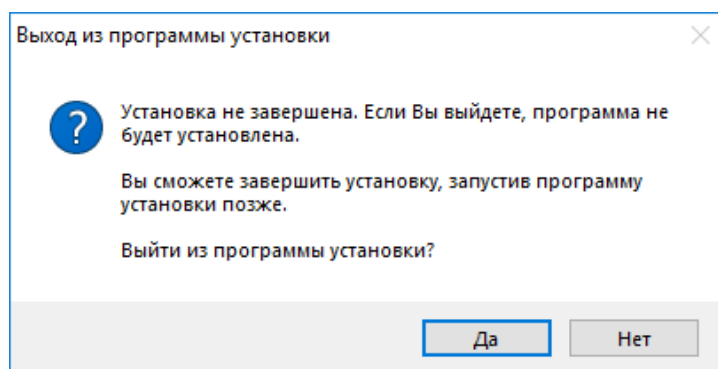 Выход из программы установки
Установка не завершена. Если Вы выйдете, программа не
будет установлена.
Вы сможете завершить установку, запустив программу
установки позже.
Выйти из программы установки?
Да
Нет